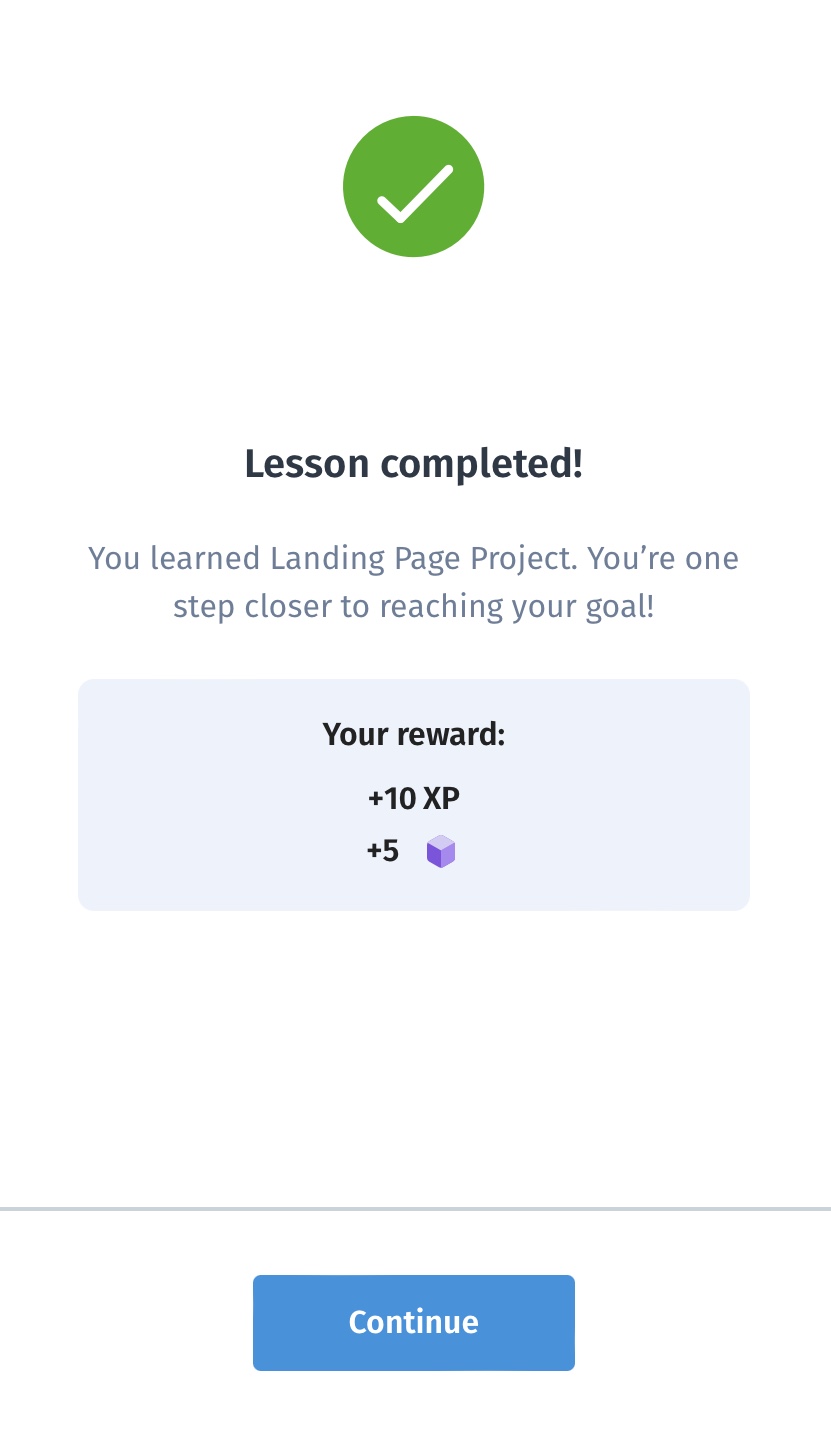 Lesson completed!
You learned Landing Page Project. You’re one
step closer to reaching your goal!
Your reward:
+10 XP
+5
Continue